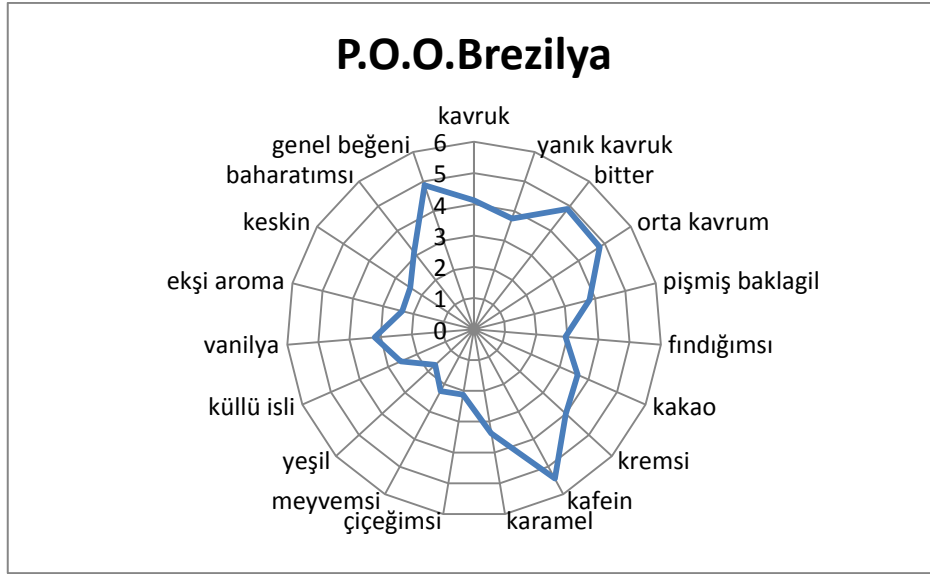 P.O.O.Brezilya
kavruk
yanık kavruk
bitter
orta kavrum
pişmiş baklagil
fındığımsı
kakao
kremsi
kafein
karamel
çiçeğimsi
meyvemsi
yeşil
küllü isli
vanilya
ekşi aroma
keskin
baharatımsı
genel beğeni
6
5
4
3
2
1
0